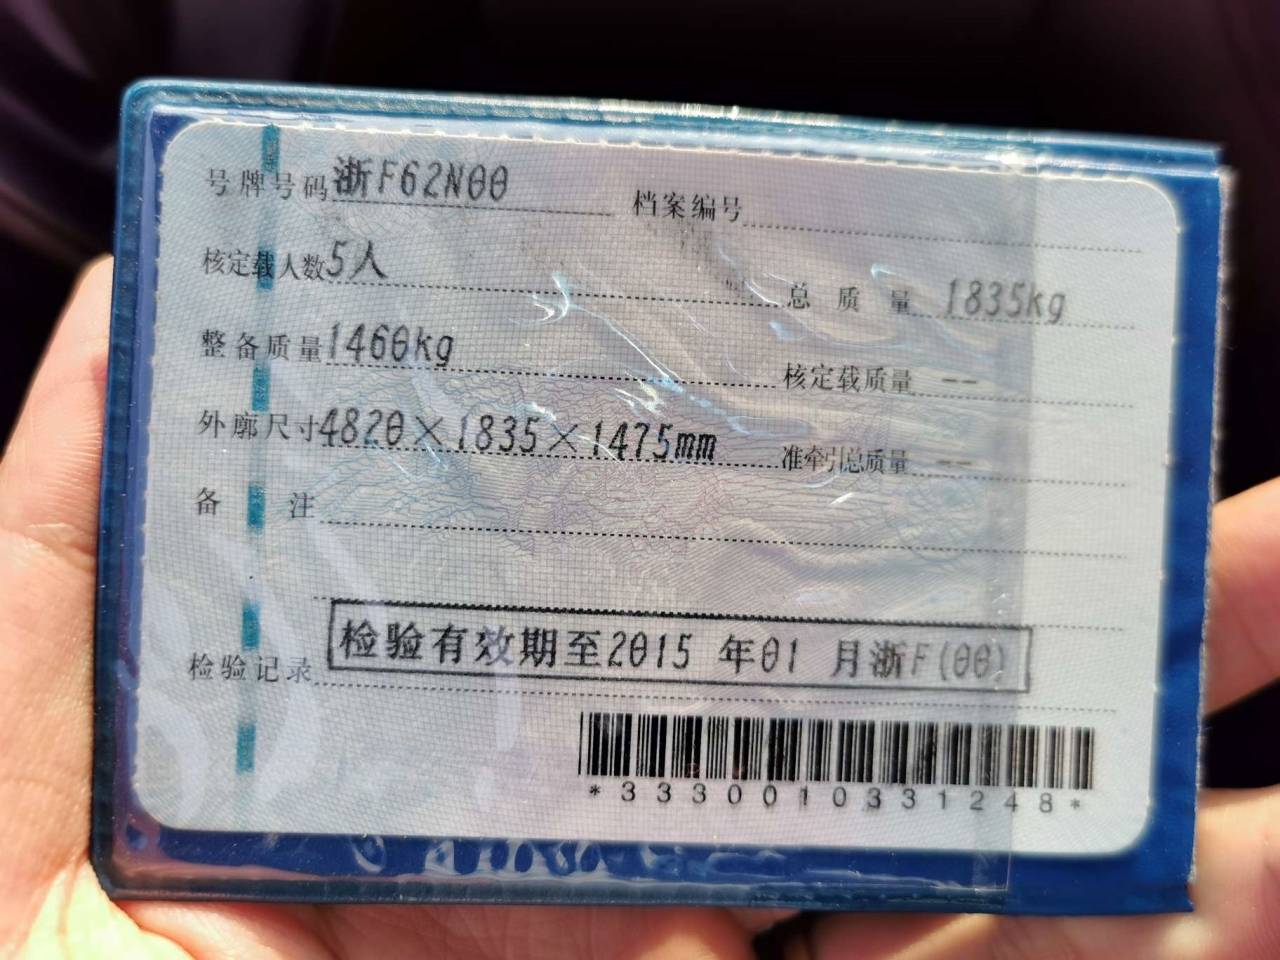 号牌号码 浙F62N00 档案编号
核定载人数 5人 总质量 1835kg
整备质量 1460kg 核定载质量 --
外廓尺寸 4820×1835×1475mm 准牵引总质量 --
备注
检验记录 检验有效期至2015 年01 月浙F(00)
*3330010331248*